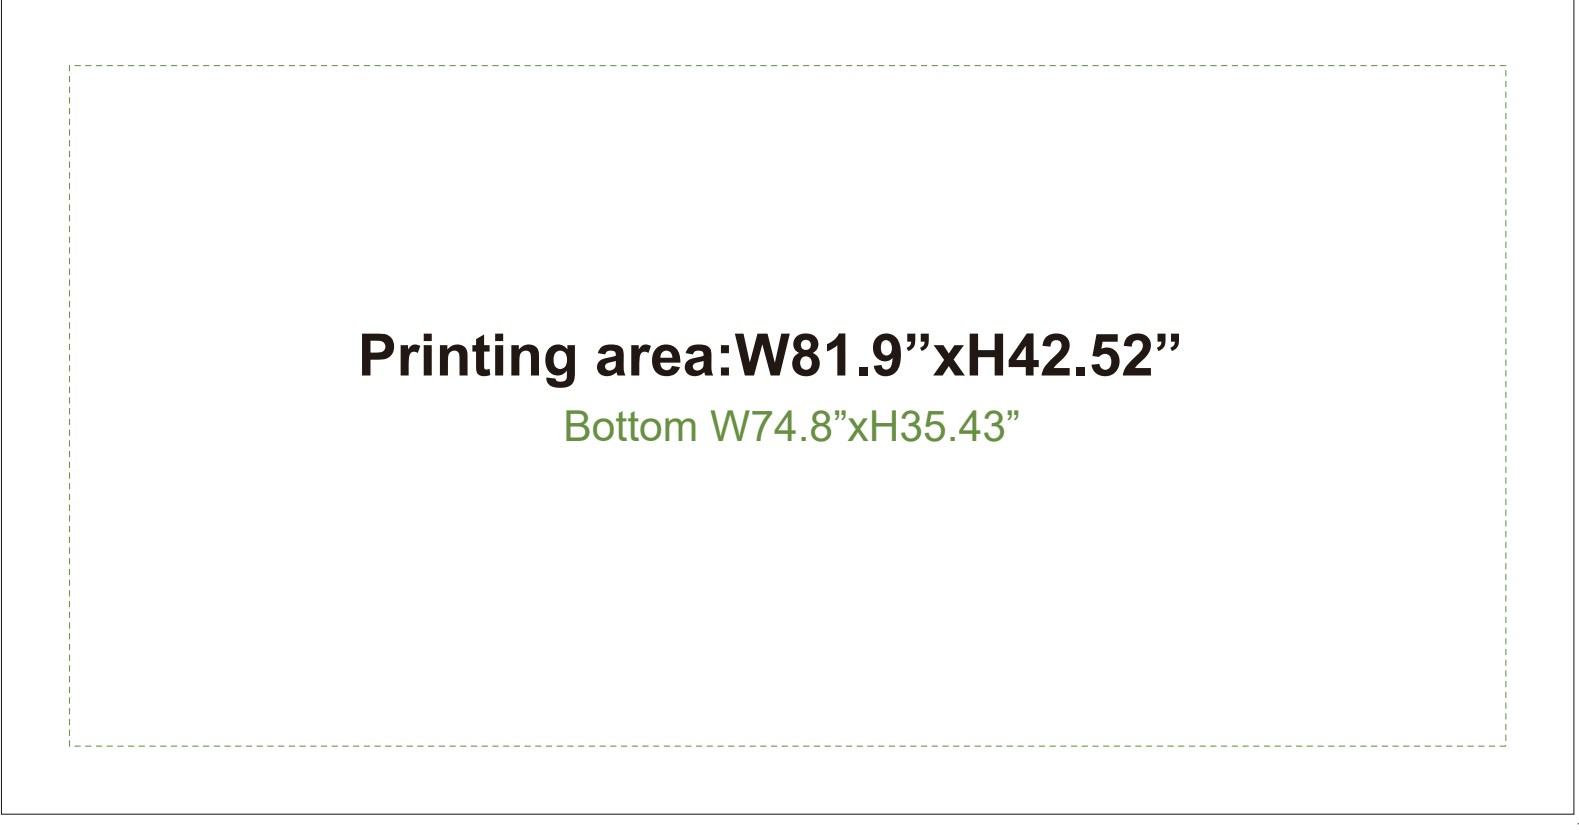 Printing area:W81.9”xH42.52”
Bottom W74.8”xH35.43”